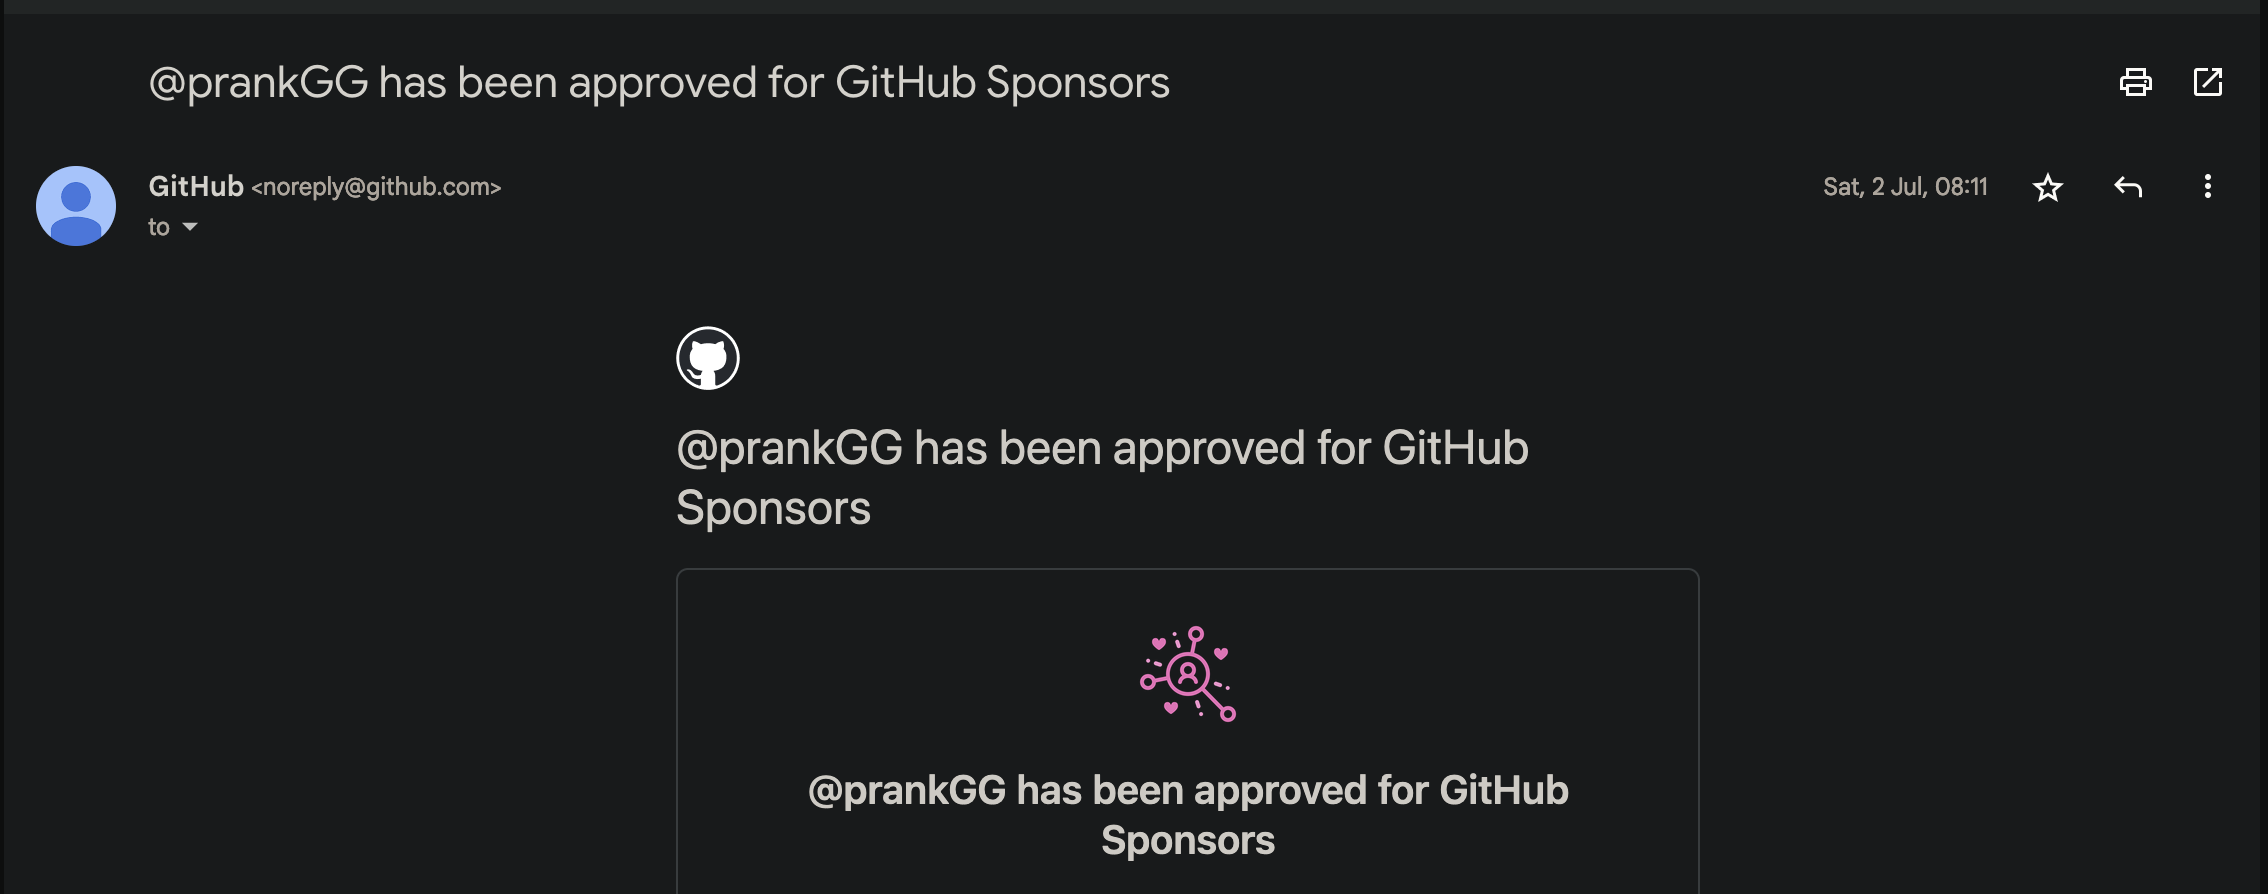 @prankGG has been approved for GitHub Sponsors
GitHub <noreply@github.com>
Sat, 2 Jul, 08:11
to
@prankGG has been approved for GitHub
Sponsors
@prankGG has been approved for GitHub
Sponsors